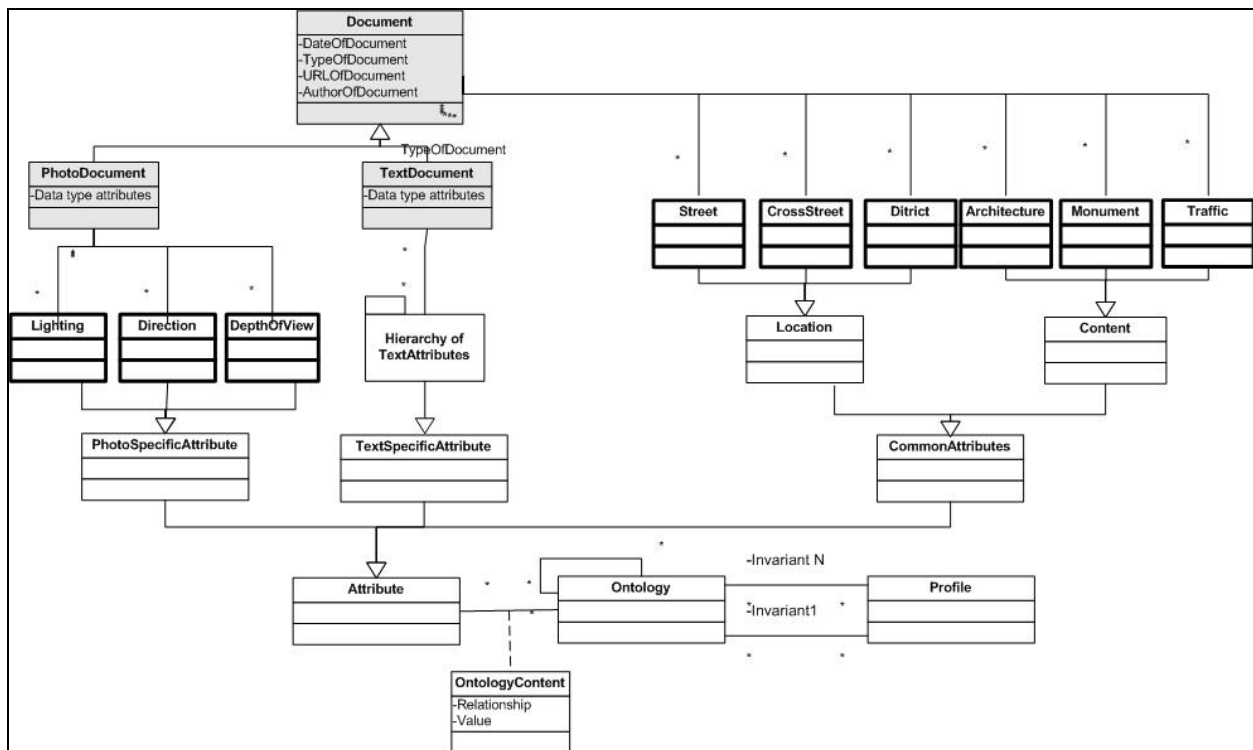 Document
-DateOfDocument
-TypeOfDocument
-URLOfDocument
-AuthorOfDocument
TypeOfDocument
PhotoDocument
-Data type attributes
TextDocument
-Data type attributes
* * * * * *
Street
CrossStreet
Ditrict
Architecture
Monument
Traffic
*
*
* * *
Lighting
Direction
DepthOfView
Hierarchy of
TextAttributes
Location
Content
PhotoSpecificAttribute
TextSpecificAttribute
CommonAttributes
*
-Invariant N
Attribute
* *
Ontology
Profile
* *
*
-Invariant1
* *
OntologyContent
-Relationship
-Value